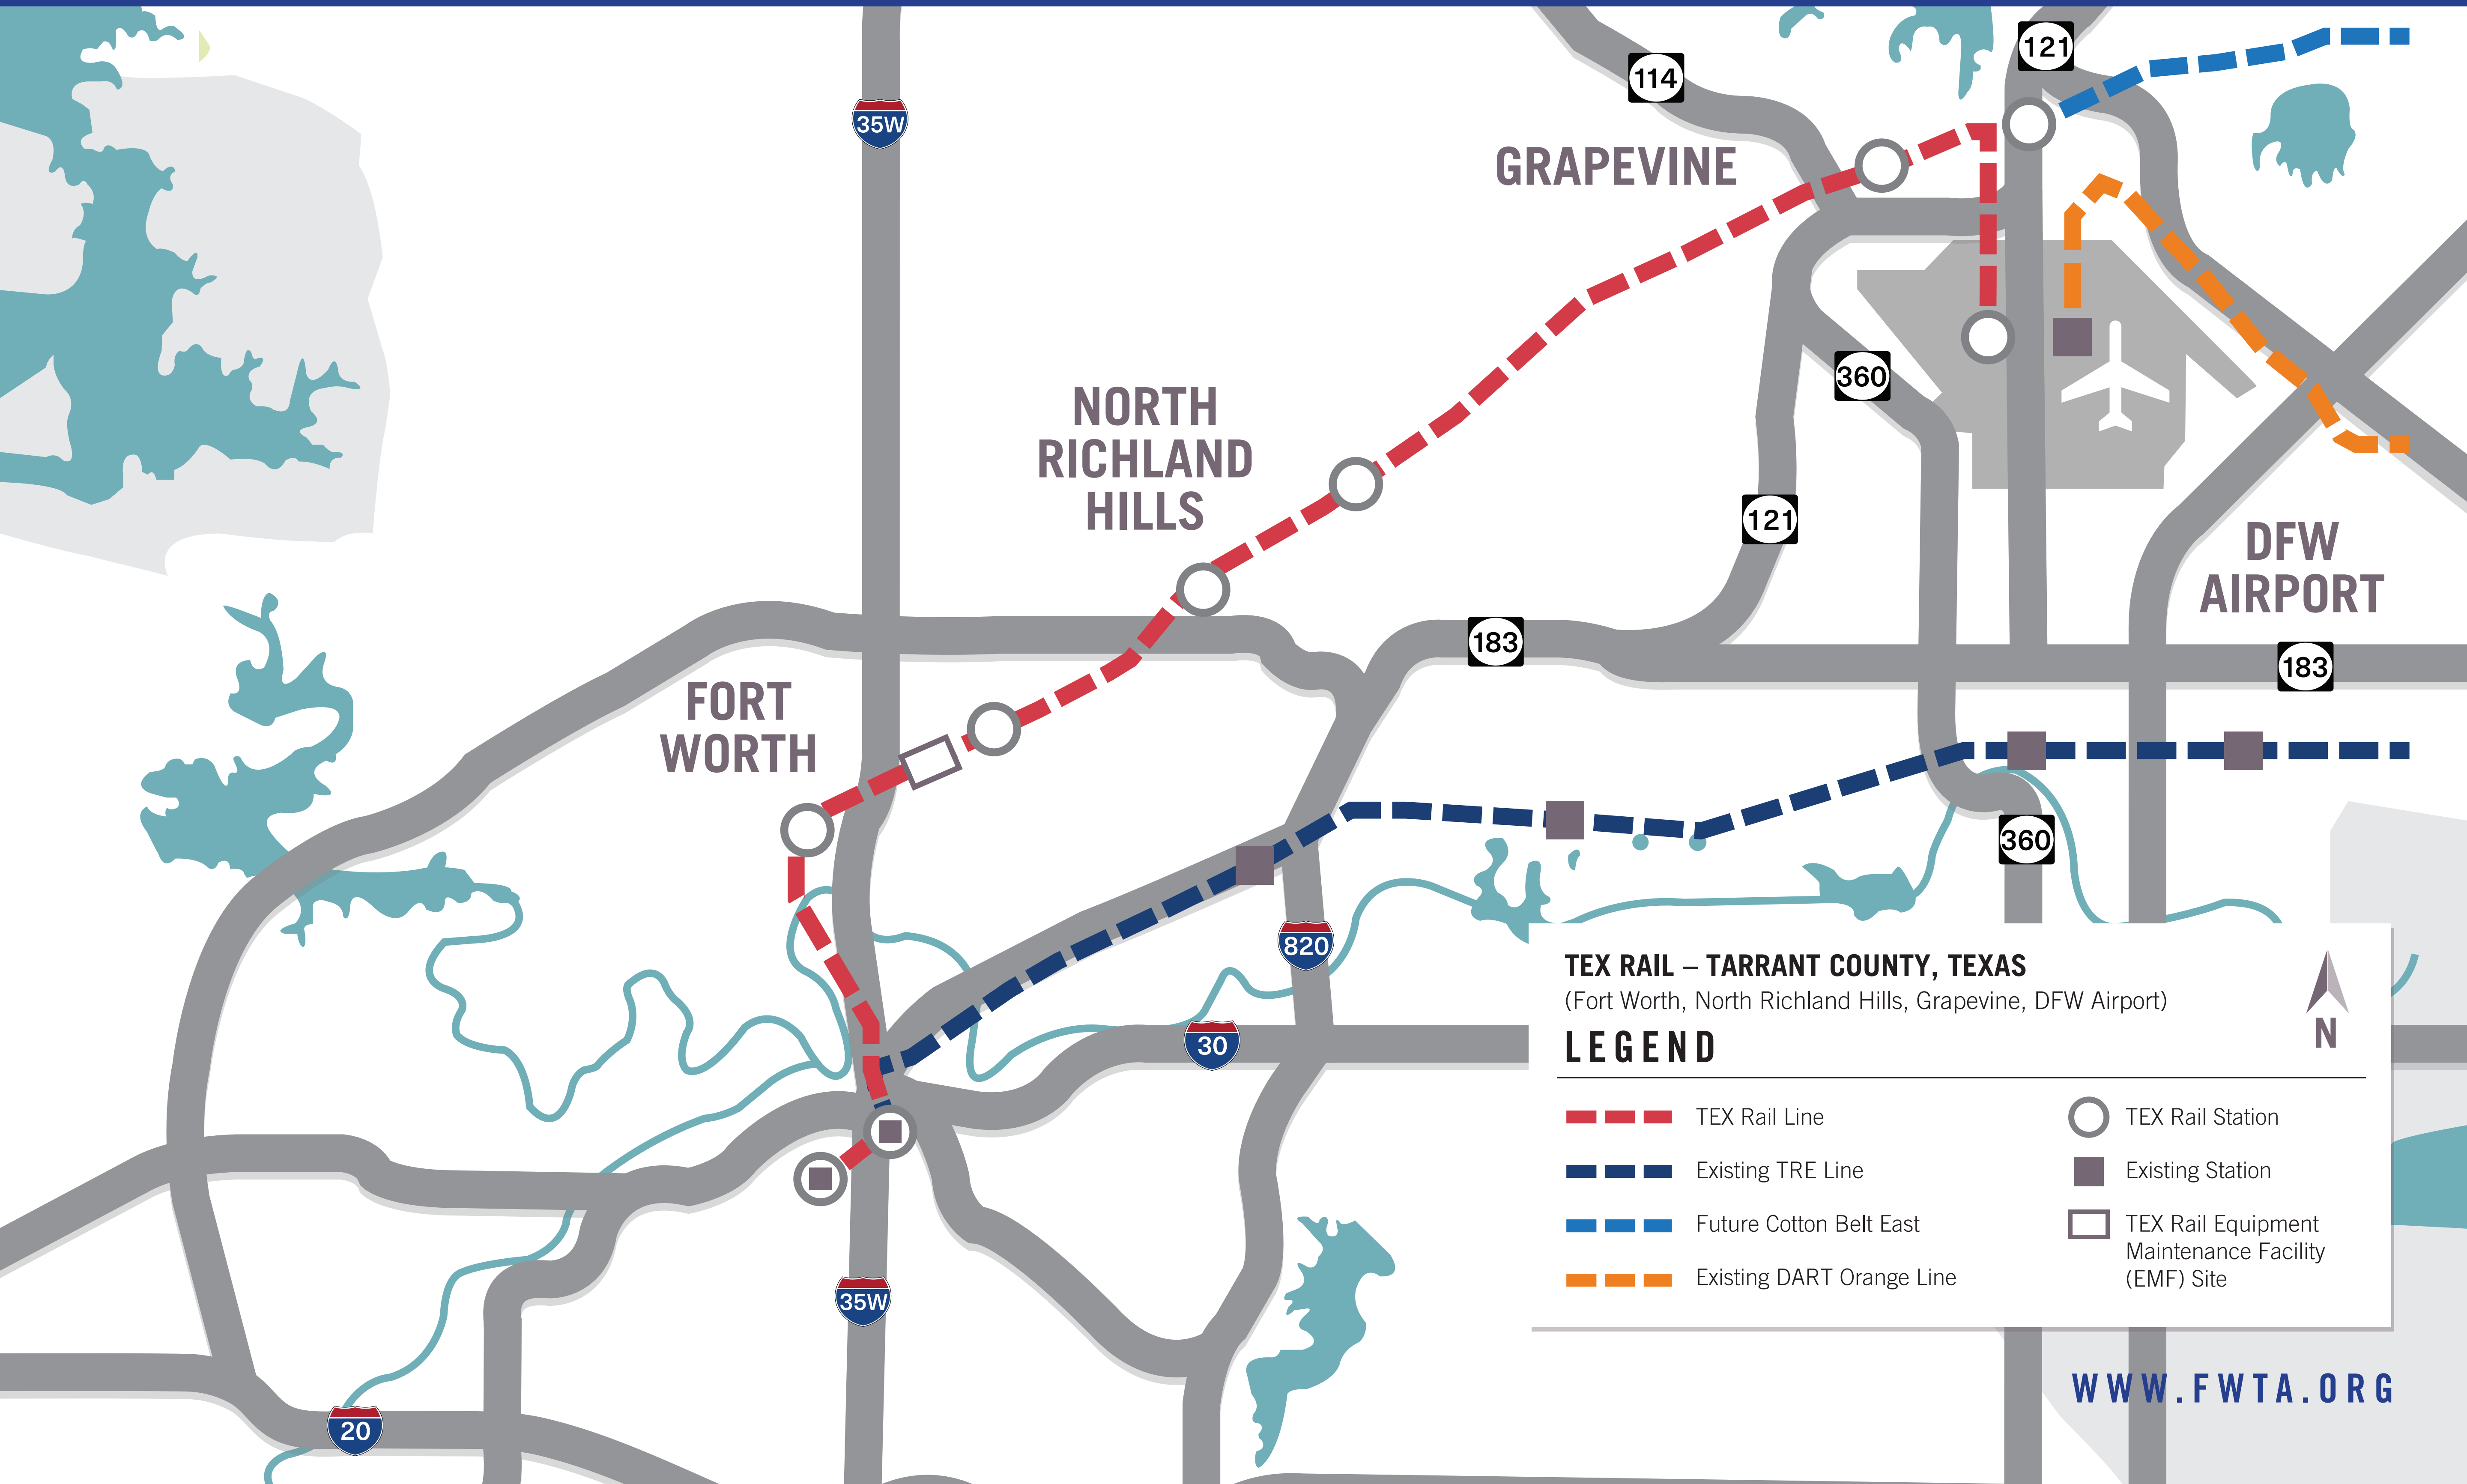 121
114
35W
GRAPEVINE
360
NORTH
RICHLAND
HILLS
121
DFW
AIRPORT
183
183
FORT
WORTH
360
820
30
35W
20
TEX RAIL – TARRANT COUNTY, TEXAS
(Fort Worth, North Richland Hills, Grapevine, DFW Airport)
LEGEND
N
TEX Rail Line
Existing TRE Line
Future Cotton Belt East
Existing DART Orange Line
TEX Rail Station
Existing Station
TEX Rail Equipment
Maintenance Facility
(EMF) Site
WWW.FWTA.ORG